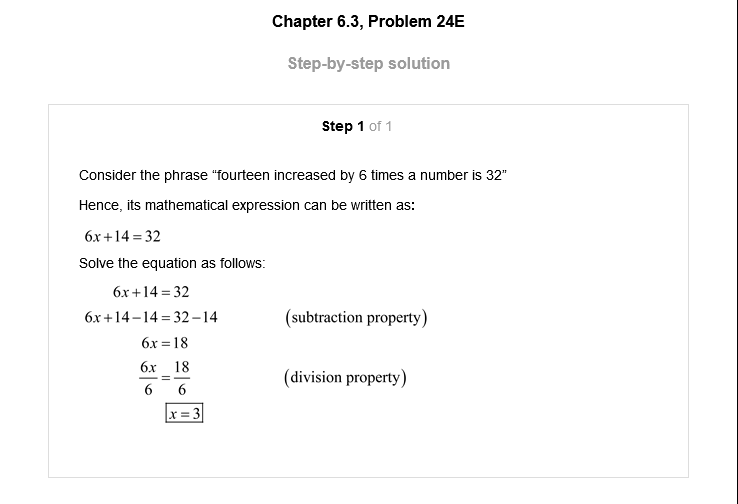 Chapter 6.3, Problem 24E
Step-by-step solution
Step 1 of 1
Consider the phrase “fourteen increased by 6 times a number is 32”
Hence, its mathematical expression can be written as:
6x+14=32
Solve the equation as follows:
6x+14=32
6x+14−14=32−14 (subtraction property)
6x=18
6x/6=18/6 (division property)
x=3